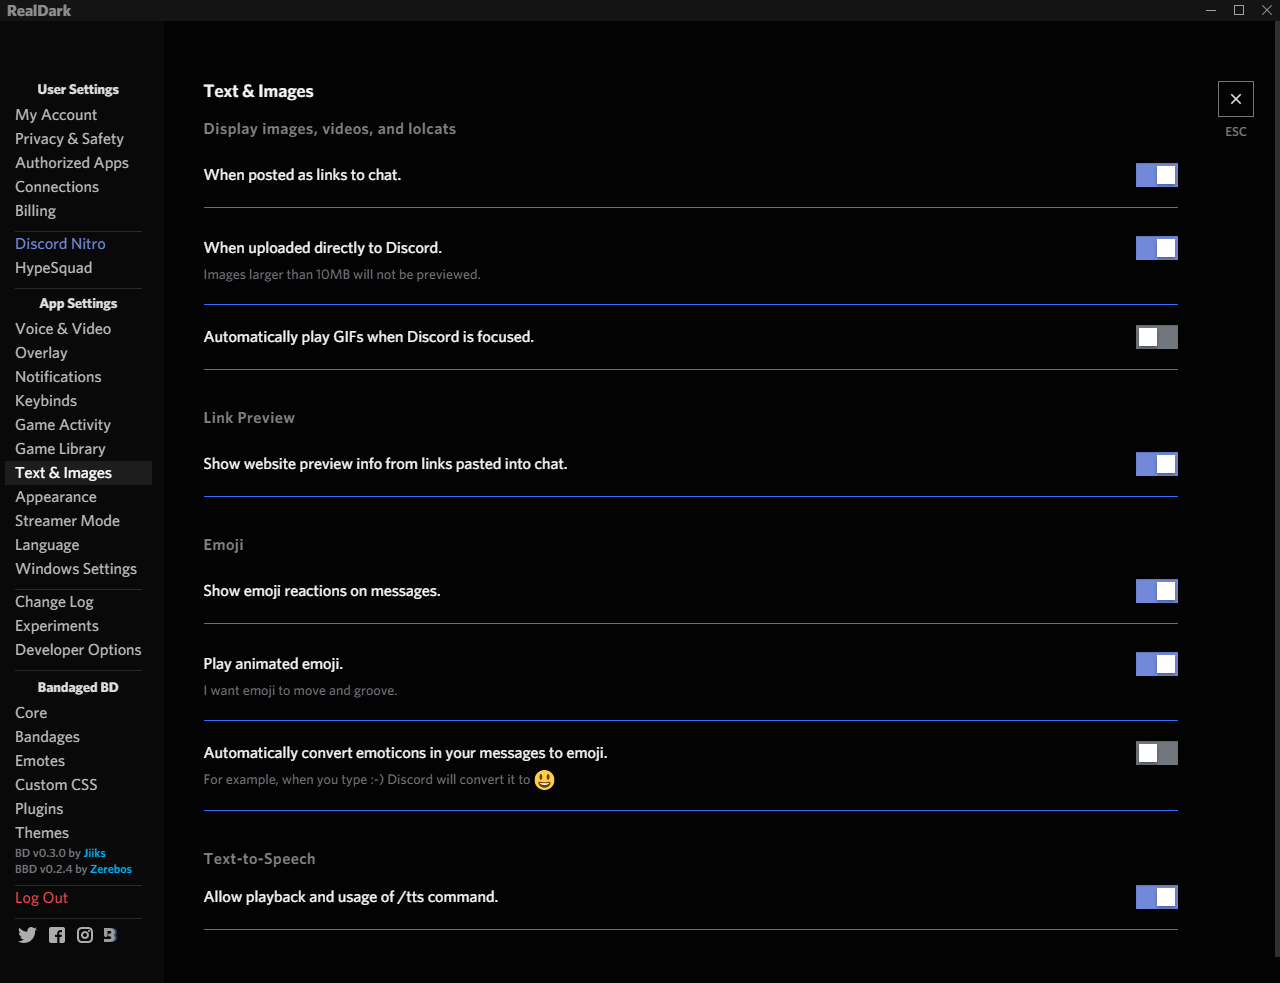 RealDark
User Settings
My Account
Privacy & Safety
Authorized Apps
Connections
Billing
Discord Nitro
HypeSquad
App Settings
Voice & Video
Overlay
Notifications
Keybinds
Game Activity
Game Library
Text & Images
Appearance
Streamer Mode
Language
Windows Settings
Change Log
Experiments
Developer Options
Bandaged BD
Core
Bandages
Emotes
Custom CSS
Plugins
Themes
BD v0.3.0 by Jiiks
BBD v0.2.4 by Zerebos
Log Out
Text & Images
ESC
Display images, videos, and lolcats
When posted as links to chat.
When uploaded directly to Discord.
Images larger than 10MB will not be previewed.
Automatically play GIFs when Discord is focused.
Link Preview
Show website preview info from links pasted into chat.
Emoji
Show emoji reactions on messages.
Play animated emoji.
I want emoji to move and groove.
Automatically convert emoticons in your messages to emoji.
For example, when you type :-) Discord will convert it to 😃
Text-to-Speech
Allow playback and usage of /tts command.